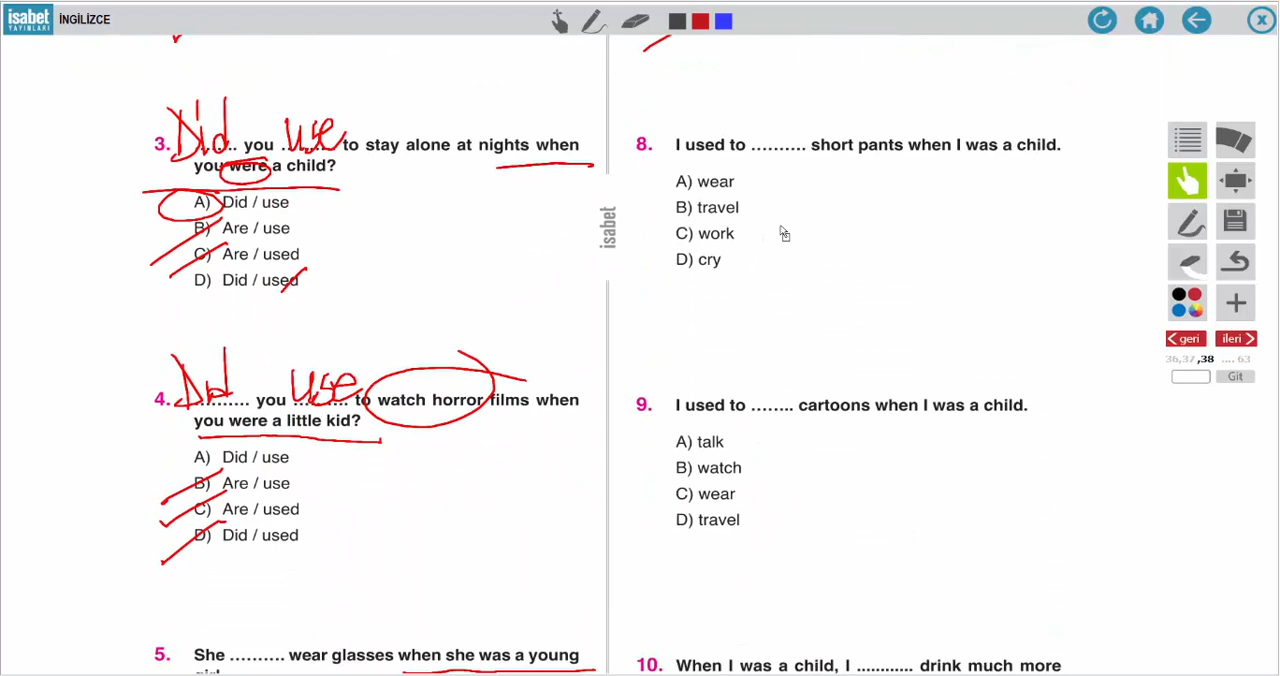 isabet
YAYINLARI
İNGİLİZCE
Did use
3. ........ you ......... to stay alone at nights when
you were a child?
A) Did / use
B) Are / use
C) Are / used
D) Did / used
Did use
4. .......... you .......... to watch horror films when
you were a little kid?
A) Did / use
B) Are / use
C) Are / used
D) Did / used
5. She .......... wear glasses when she was a young
isabet
8. I used to .......... short pants when I was a child.
A) wear
B) travel
C) work
D) cry
9. I used to ........ cartoons when I was a child.
A) talk
B) watch
C) wear
D) travel
10. When I was a child, I ............ drink much more
geri
ileri
36,37,38 .... 63
Git